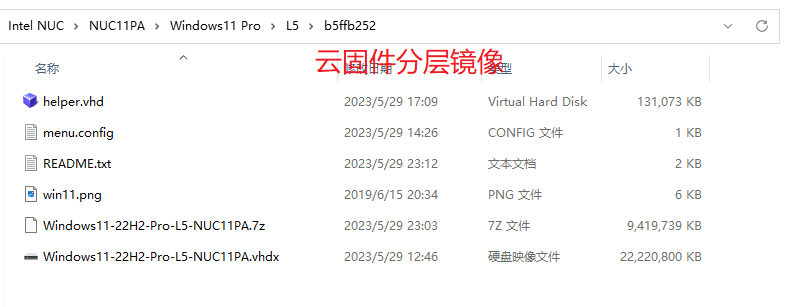 Intel NUC > NUC11PA > Windows11 Pro > L5 > b5ffb252
云固件分层镜像
名称 修改日期 类型 大小
helper.vhd 2023/5/29 17:09 Virtual Hard Disk 131,073 KB
menu.config 2023/5/29 14:26 CONFIG 文件 1 KB
README.txt 2023/5/29 23:12 文本文档 2 KB
win11.png 2019/6/15 20:34 PNG 文件 6 KB
Windows11-22H2-Pro-L5-NUC11PA.7z 2023/5/29 23:03 7Z 文件 9,419,739 KB
Windows11-22H2-Pro-L5-NUC11PA.vhdx 2023/5/29 12:46 硬盘映像文件 22,220,800 KB